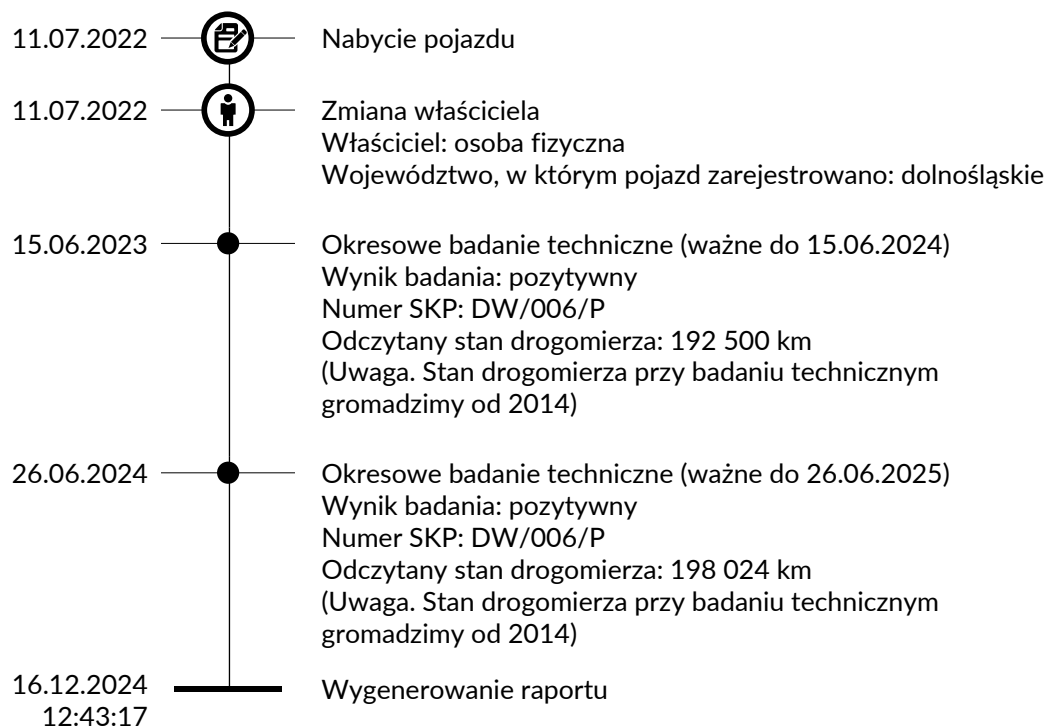 11.07.2022 Nabycie pojazdu
11.07.2022 Zmiana właściciela
Właściciel: osoba fizyczna
Województwo, w którym pojazd zarejestrowano: dolnośląskie
15.06.2023 Okresowe badanie techniczne (ważne do 15.06.2024)
Wynik badania: pozytywny
Numer SKP: DW/006/P
Odczytany stan drogomierza: 192 500 km
(Uwaga. Stan drogomierza przy badaniu technicznym
gromadzimy od 2014)
26.06.2024 Okresowe badanie techniczne (ważne do 26.06.2025)
Wynik badania: pozytywny
Numer SKP: DW/006/P
Odczytany stan drogomierza: 198 024 km
(Uwaga. Stan drogomierza przy badaniu technicznym
gromadzimy od 2014)
16.12.2024 Wygenerowanie raportu
12:43:17